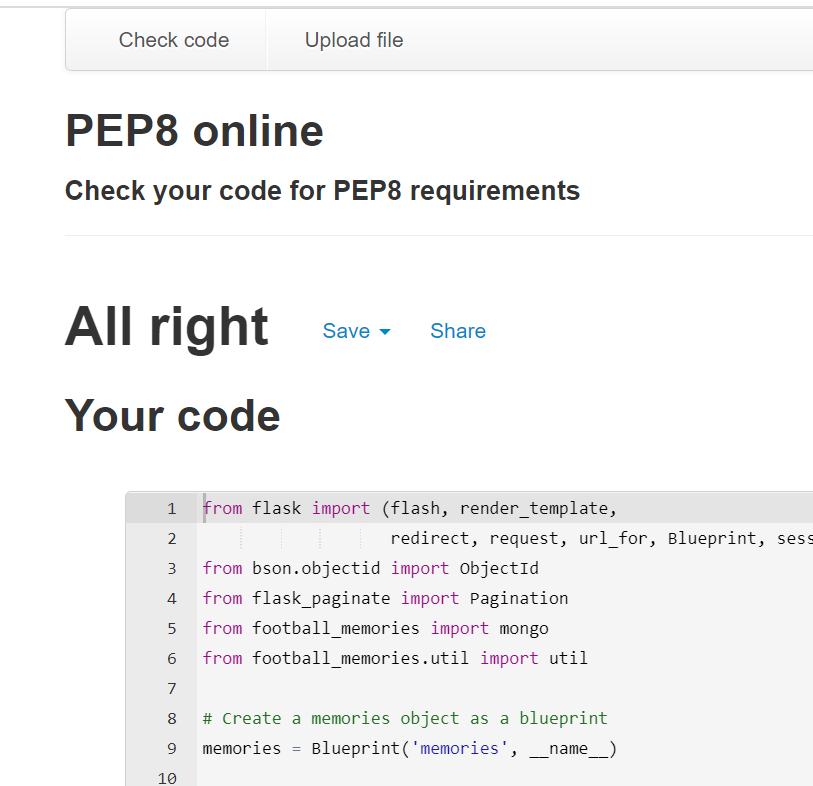 Check code Upload file
PEP8 online
Check your code for PEP8 requirements
All right Save Share
Your code
1 from flask import (flash, render_template,
2 redirect, request, url_for, Blueprint,
3 from bson.objectid import ObjectId
4 from flask_paginate import Pagination
5 from football_memories import mongo
6 from football_memories.util import util
7
8 # Create a memories object as a blueprint
9 memories = Blueprint('memories', __name__)
10